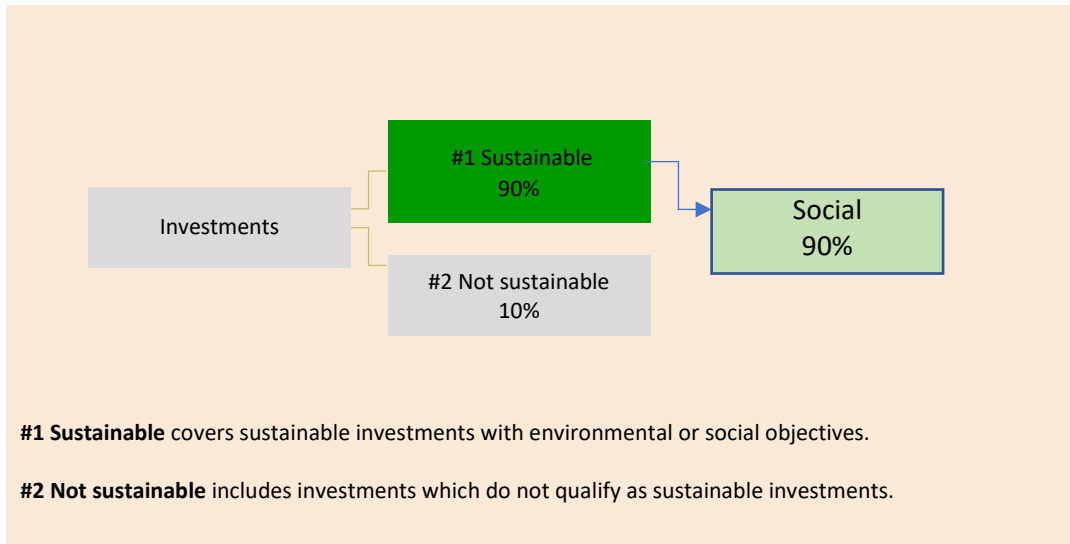 #1 Sustainable
90%
Social
90%
Investments
#2 Not sustainable
10%
#1 Sustainable covers sustainable investments with environmental or social objectives.
#2 Not sustainable includes investments which do not qualify as sustainable investments.